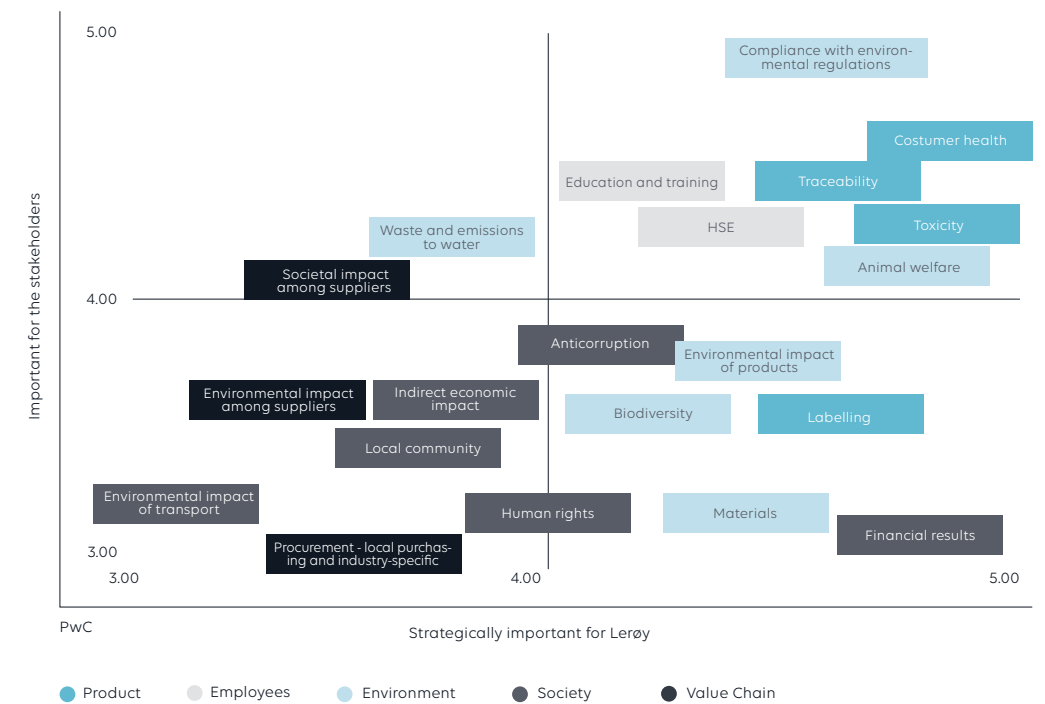 5.00
Compliance with environ-
mental regulations
Costumer health
Education and training
Traceability
HSE
Toxicity
Waste and emissions
to water
Animal welfare
Societal impact
among suppliers
4.00
Important for the stakeholders
Anticorruption
Environmental impact
of products
Environmental impact
among suppliers
Indirect economic
impact
Biodiversity
Labelling
Local community
Environmental impact
of transport
Human rights
Materials
Financial results
Procurement - local purchas-
ing and industry-specific
3.00
3.00
4.00
5.00
PwC
Strategically important for Lerøy
Product
Employees
Environment
Society
Value Chain